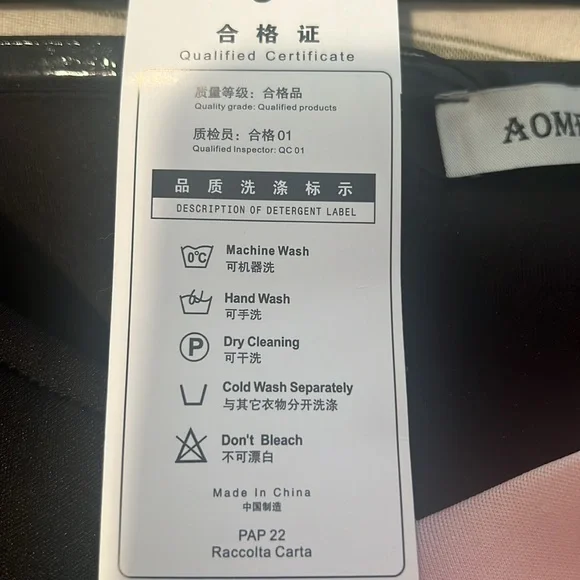 合格证
Qualified Certificate
质量等级：合格品
Quality grade: Qualified products
质检员：合格01
Qualified Inspector: QC 01
品质洗涤标示
DESCRIPTION OF DETERGENT LABEL
0°C
Machine Wash
可机器洗
Hand Wash
可手洗
P
Dry Cleaning
可干洗
Cold Wash Separately
与其它衣物分开洗涤
Don't Bleach
不可漂白
Made In China
中国制造
PAP 22
Raccolta Carta